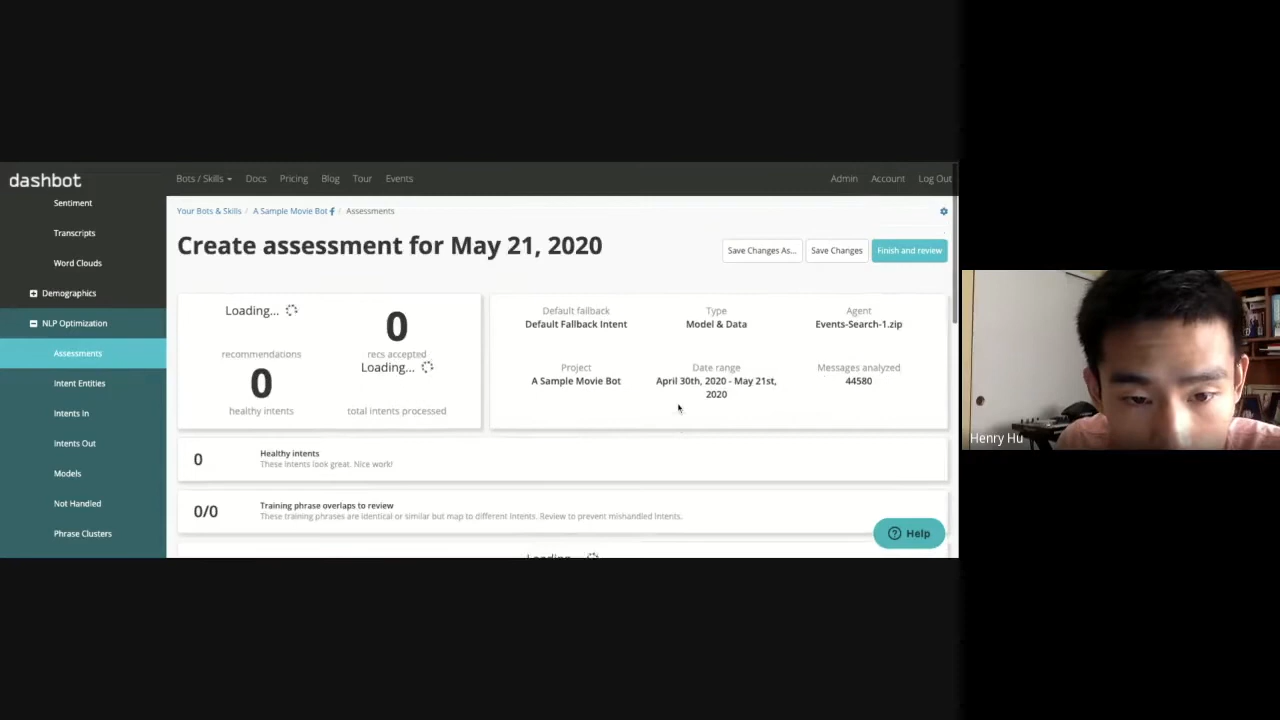 dashbot
Bots / Skills Docs Pricing Blog Tour Events
Admin Account Log Out
Sentiment
Transcripts
Word Clouds
Demographics
NLP Optimization
Assessments
Intent Entities
Intents In
Intents Out
Models
Not Handled
Phrase Clusters
Your Bots & Skills / A Sample Movie Bot / Assessments
Create assessment for May 21, 2020
Save Changes As... Save Changes Finish and review
Loading...
recommendations
0
recs accepted
0
healthy intents
Loading...
total intents processed
Default fallback
Default Fallback Intent
Type
Model & Data
Agent
Events-Search-1.zip
Project
A Sample Movie Bot
Date range
April 30th, 2020 - May 21st,
2020
Messages analyzed
44580
0
Healthy intents
These intents look great. Nice work!
0/0
Training phrase overlaps to review
These training phrases are identical or similar but map to different intents. Review to prevent mishandled intents.
Loading...
Help
Henry Hu